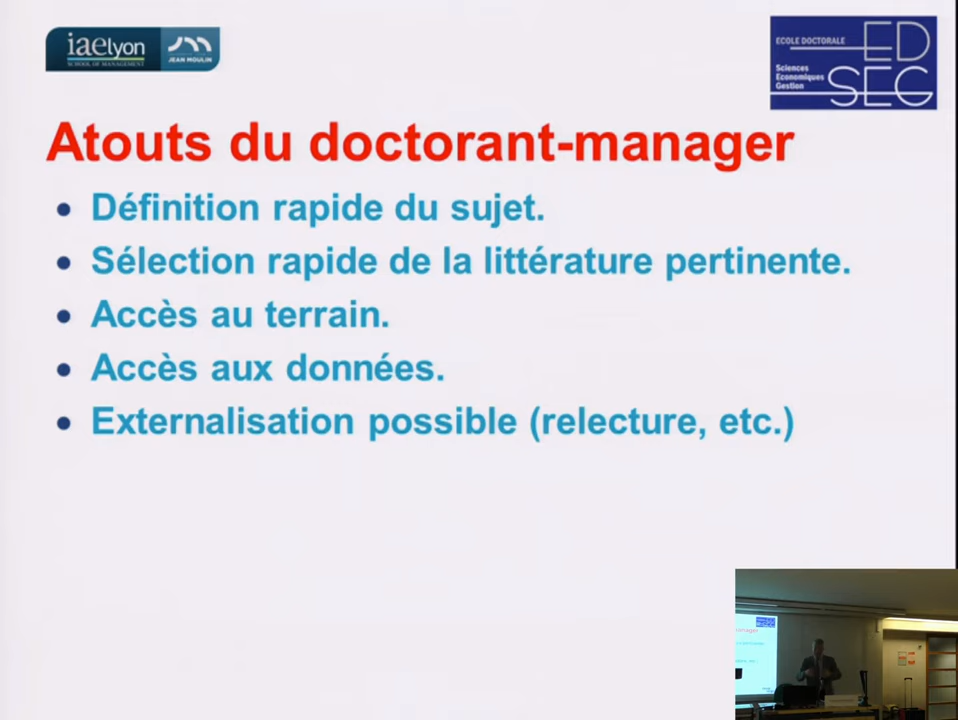 iaelyon
SCHOOL OF MANAGEMENT
JEAN MOULIN
ECOLE DOCTORALE
ED
Sciences
Economiques
Gestion
SEG
Atouts du doctorant-manager
• Définition rapide du sujet.
• Sélection rapide de la littérature pertinente.
• Accès au terrain.
• Accès aux données.
• Externalisation possible (relecture, etc.)